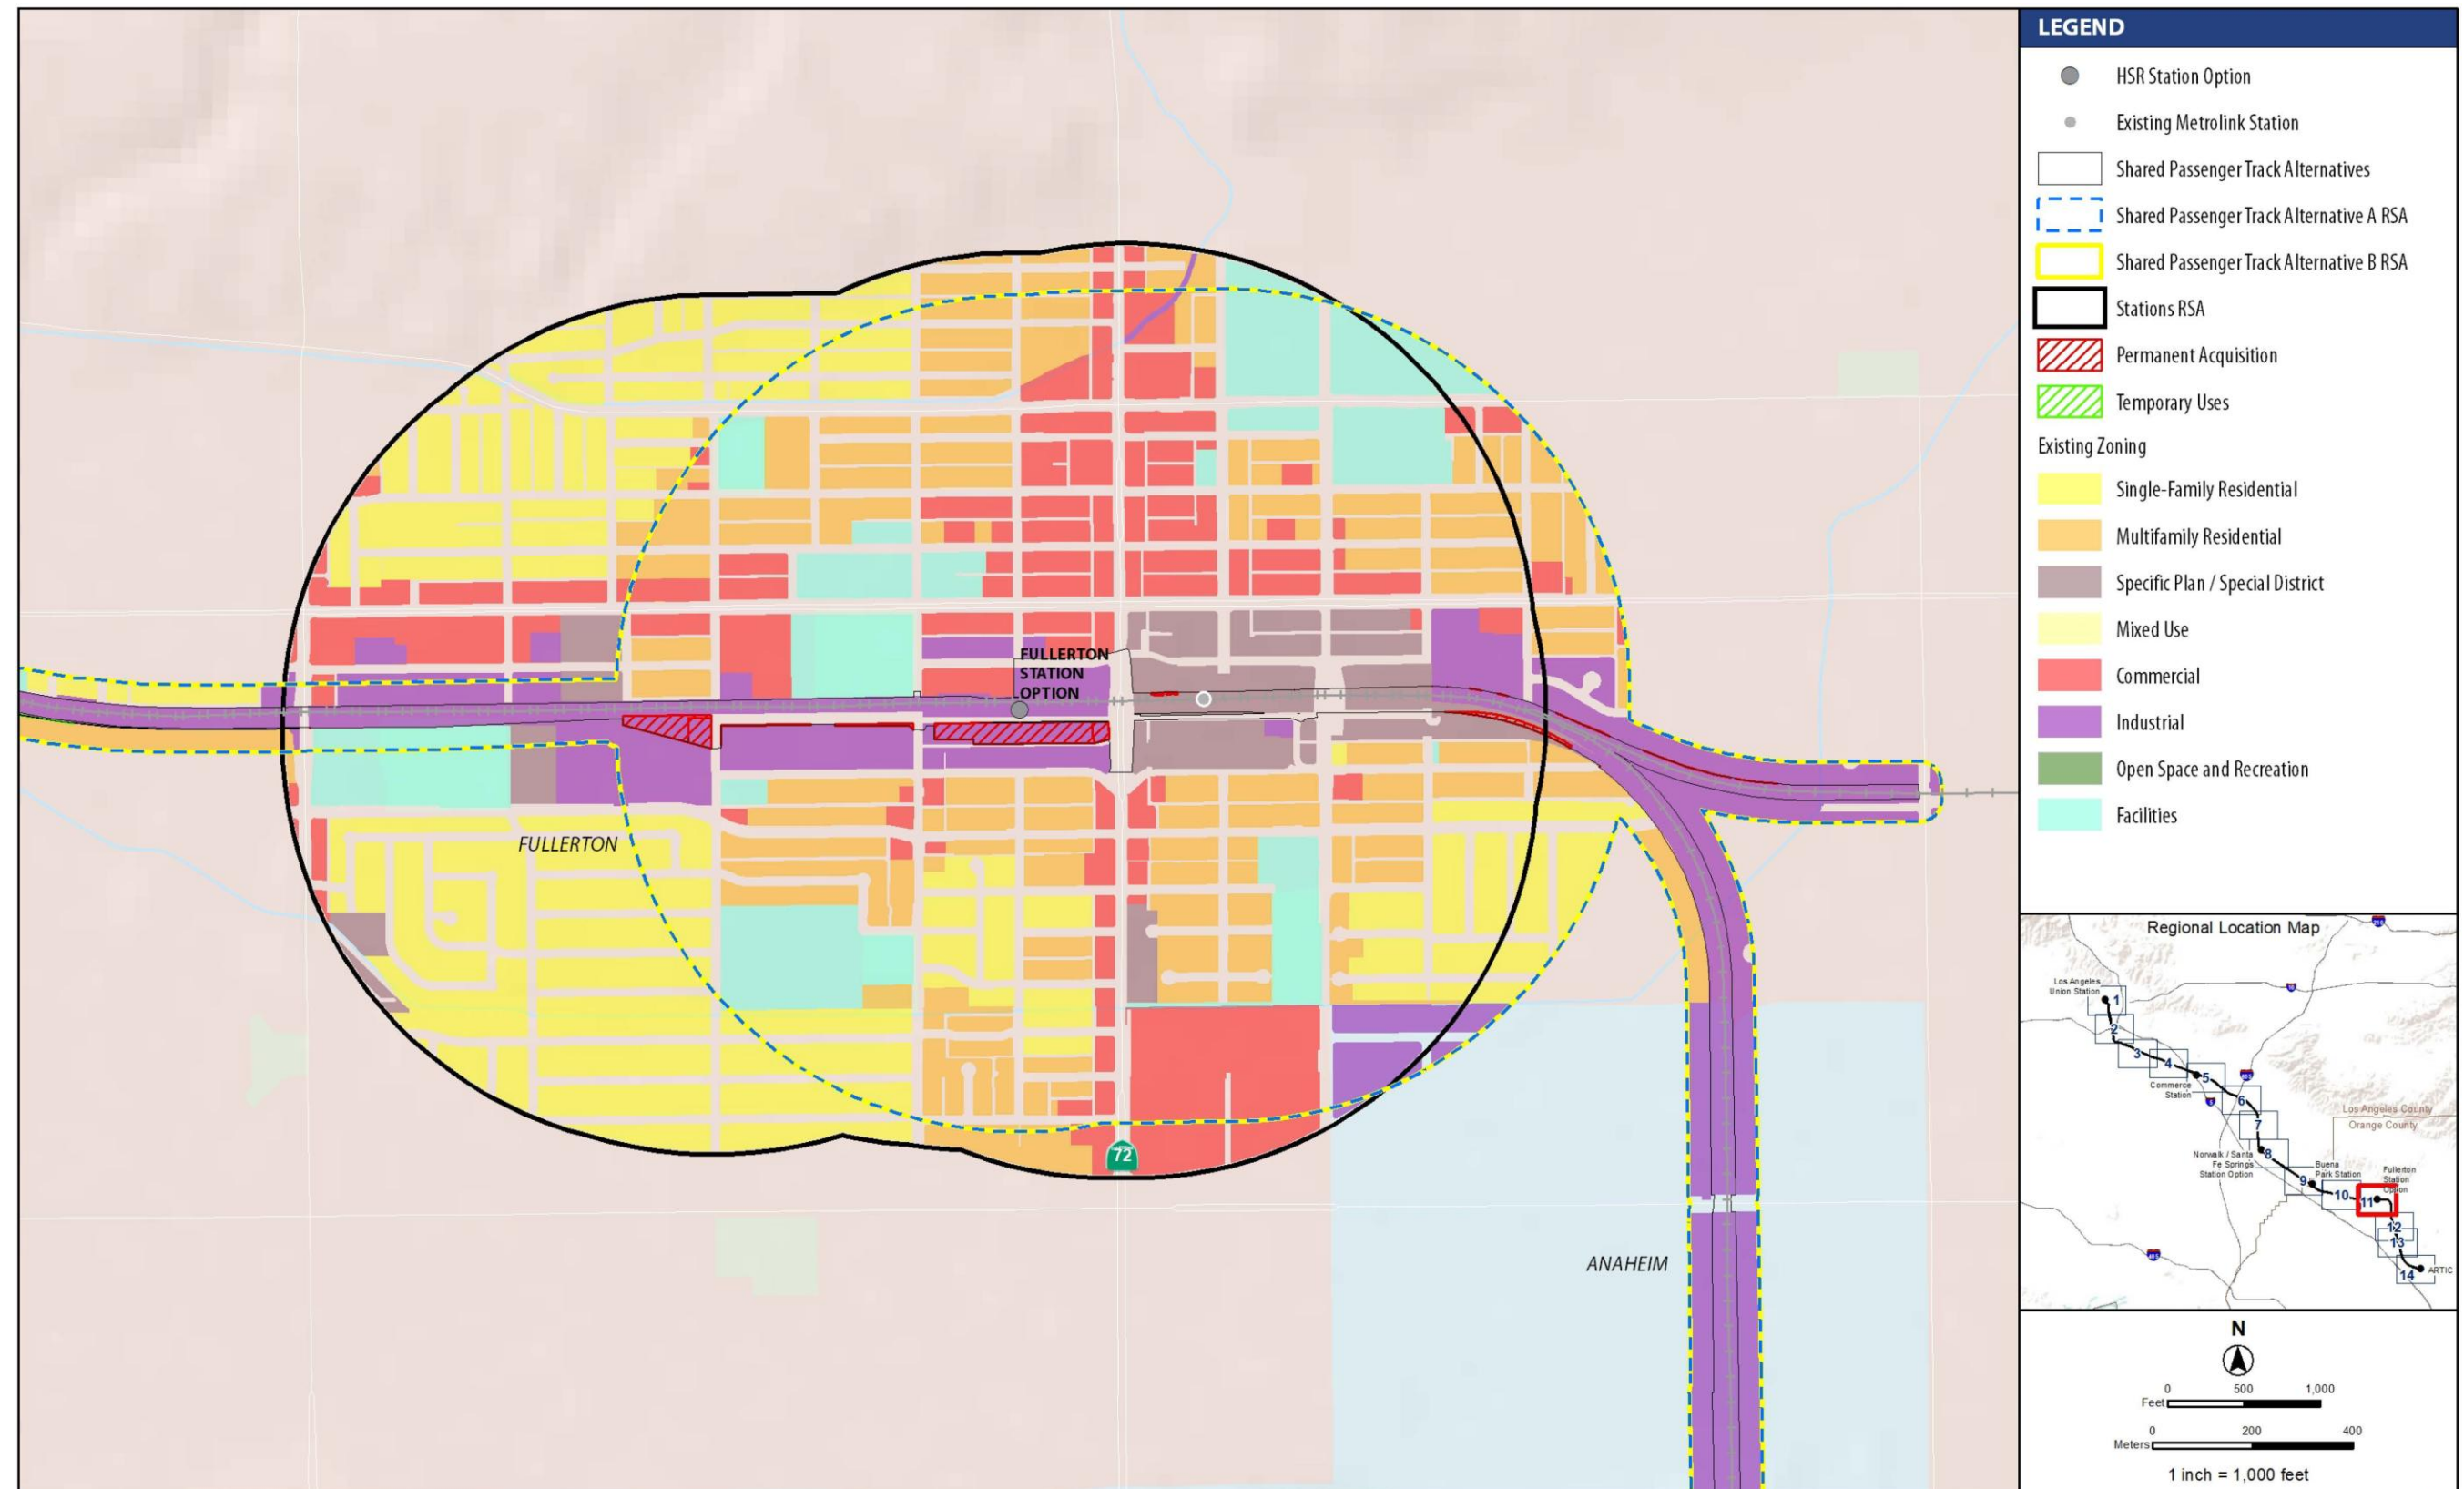 FULLERTON
STATION
OPTION
FULLERTON
72
ANAHEIM
LEGEND
HSR Station Option
Existing Metrolink Station
Shared Passenger Track Alternatives
Shared Passenger Track Alternative A RSA
Shared Passenger Track Alternative B RSA
Stations RSA
Permanent Acquisition
Temporary Uses
Existing Zoning
Single-Family Residential
Multifamily Residential
Specific Plan / Special District
Mixed Use
Commercial
Industrial
Open Space and Recreation
Facilities
Regional Location Map
Los Angeles
Union Station
1
2
3
4
5
Commerce
Station
6
Los Angeles County
Orange County
7
8
Norwalk / Santa
Fe Springs
Station Option
Buena
Park Station
Fullerton
Station
Option
9
10
11
12
13
14
ARTIC
N
0 500 1,000
Feet
0 200 400
Meters
1 inch = 1,000 feet